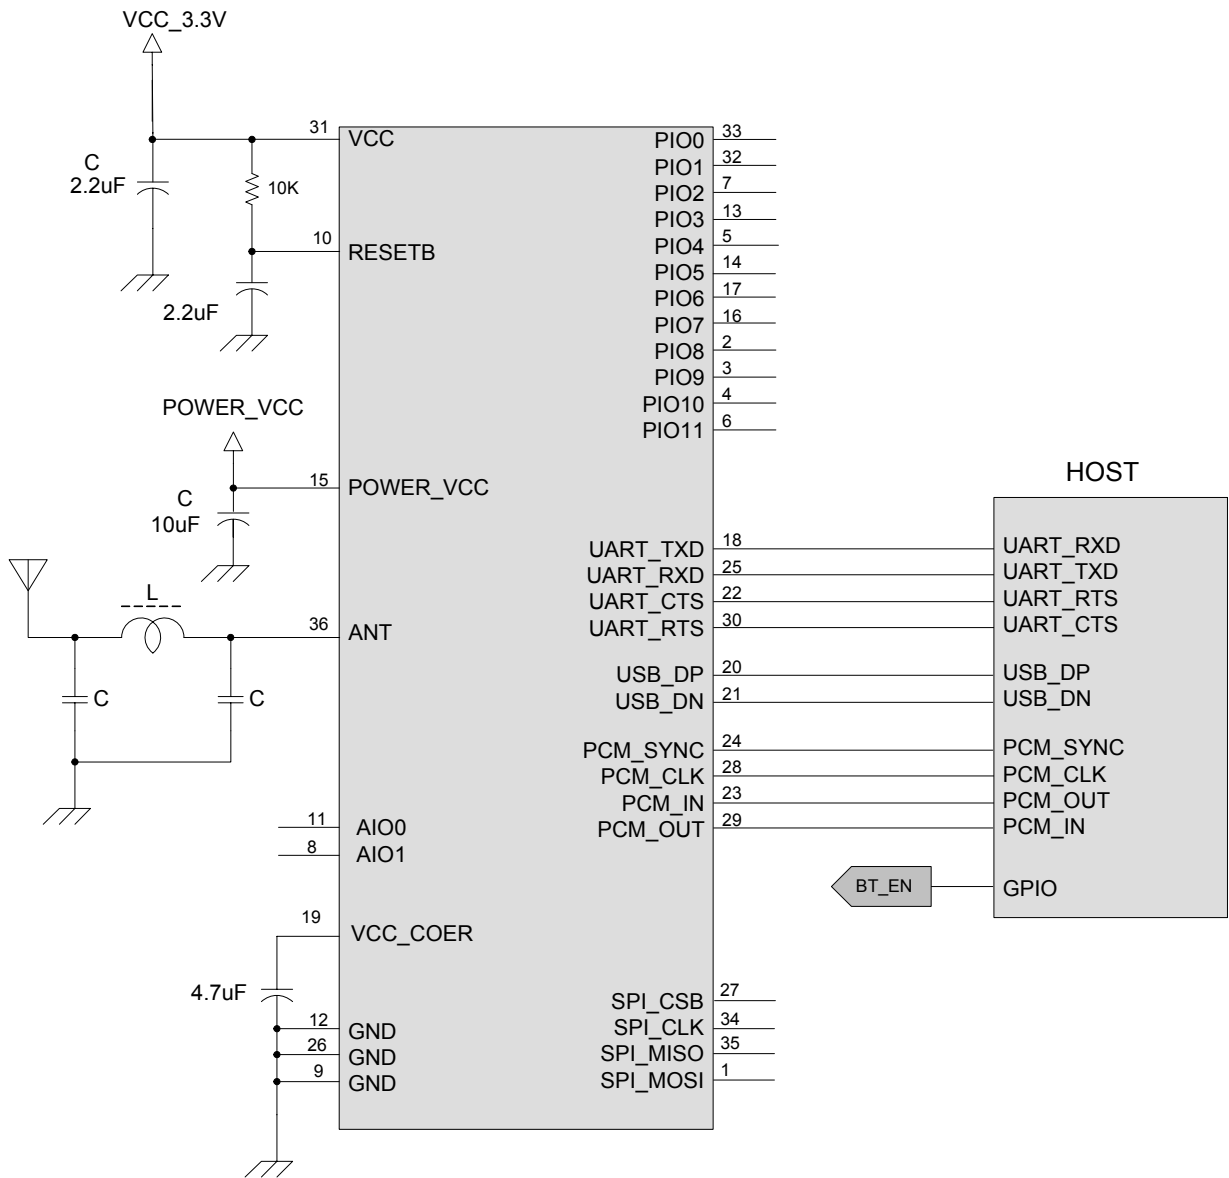 VCC_3.3V
31
VCC
C
2.2uF
10K
10
RESETB
2.2uF
POWER_VCC
15
POWER_VCC
C
10uF
L
36
ANT
C
C
11
AIO0
8
AIO1
19
VCC_COER
4.7uF
12
GND
26
GND
9
GND
PIO0
33
PIO1
32
PIO2
7
PIO3
13
PIO4
5
PIO5
14
PIO6
17
PIO7
16
PIO8
2
PIO9
3
PIO10
4
PIO11
6
UART_TXD
18
UART_RXD
25
UART_CTS
22
UART_RTS
30
USB_DP
20
USB_DN
21
PCM_SYNC
24
PCM_CLK
28
PCM_IN
23
PCM_OUT
29
SPI_CSB
27
SPI_CLK
34
SPI_MISO
35
SPI_MOSI
1
HOST
UART_RXD
UART_TXD
UART_RTS
UART_CTS
USB_DP
USB_DN
PCM_SYNC
PCM_CLK
PCM_OUT
PCM_IN
BT_EN
GPIO